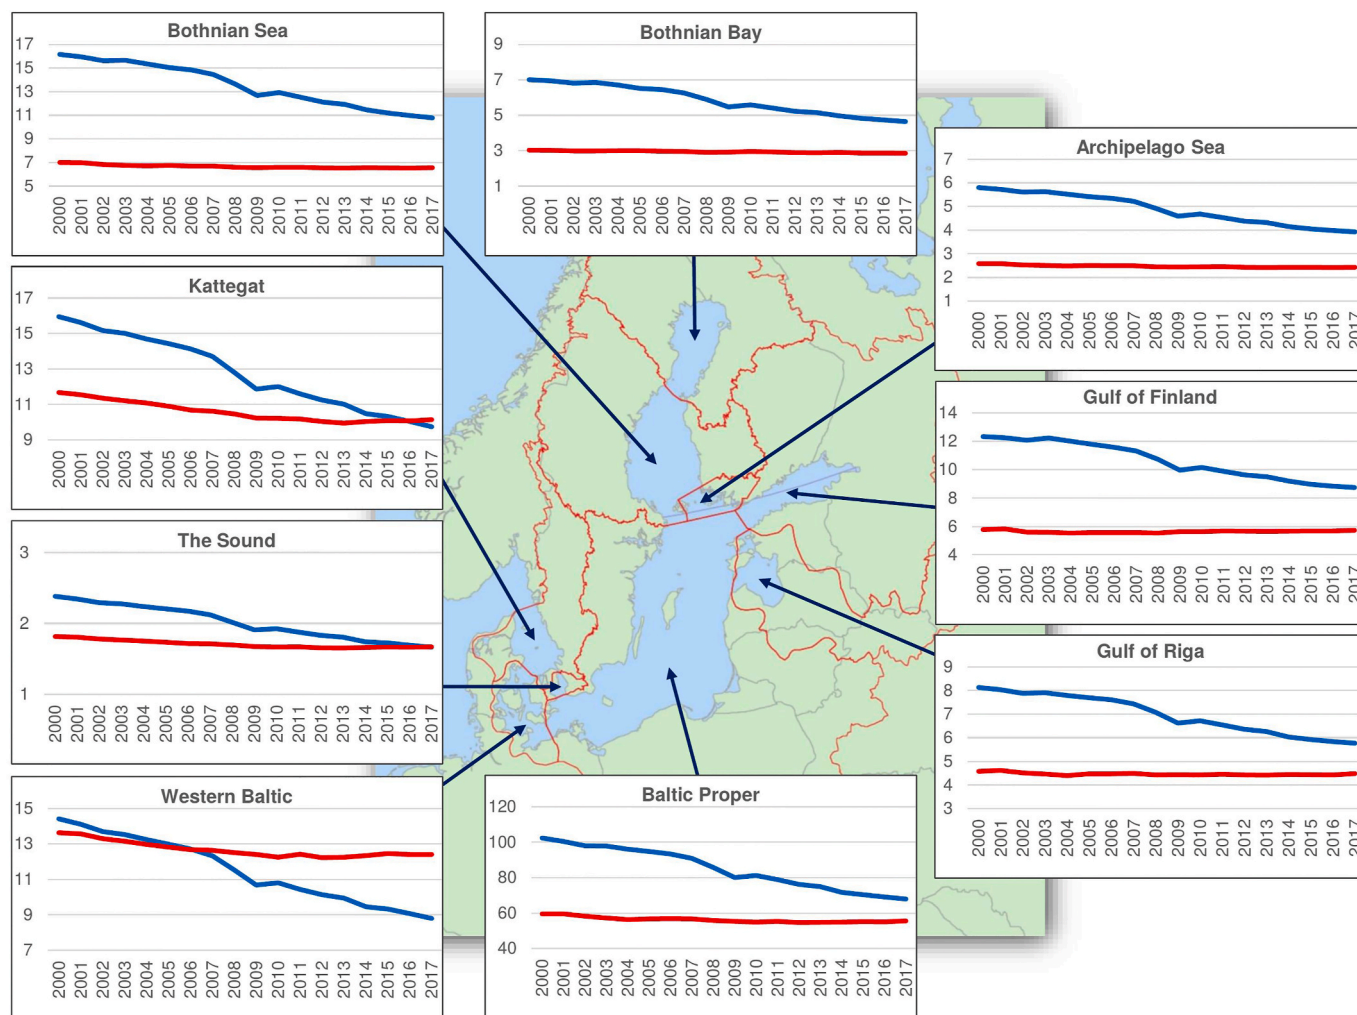 Bothnian Sea
17
15
13
11
9
7
5
2000 2001 2002 2003 2004 2005 2006 2007 2008 2009 2010 2011 2012 2013 2014 2015 2016 2017
Bothnian Bay
9
7
5
3
1
2000 2001 2002 2003 2004 2005 2006 2007 2008 2009 2010 2011 2012 2013 2014 2015 2016 2017
Archipelago Sea
7
6
5
4
3
2
1
2000 2001 2002 2003 2004 2005 2006 2007 2008 2009 2010 2011 2012 2013 2014 2015 2016 2017
Kattegat
17
15
13
11
9
2000 2001 2002 2003 2004 2005 2006 2007 2008 2009 2010 2011 2012 2013 2014 2015 2016 2017
Gulf of Finland
14
12
10
8
6
4
2000 2001 2002 2003 2004 2005 2006 2007 2008 2009 2010 2011 2012 2013 2014 2015 2016 2017
The Sound
3
2
1
2000 2001 2002 2003 2004 2005 2006 2007 2008 2009 2010 2011 2012 2013 2014 2015 2016 2017
Gulf of Riga
9
8
7
6
5
4
3
2000 2001 2002 2003 2004 2005 2006 2007 2008 2009 2010 2011 2012 2013 2014 2015 2016 2017
Western Baltic
15
13
11
9
7
2000 2001 2002 2003 2004 2005 2006 2007 2008 2009 2010 2011 2012 2013 2014 2015 2016 2017
Baltic Proper
120
100
80
60
40
2000 2001 2002 2003 2004 2005 2006 2007 2008 2009 2010 2011 2012 2013 2014 2015 2016 2017